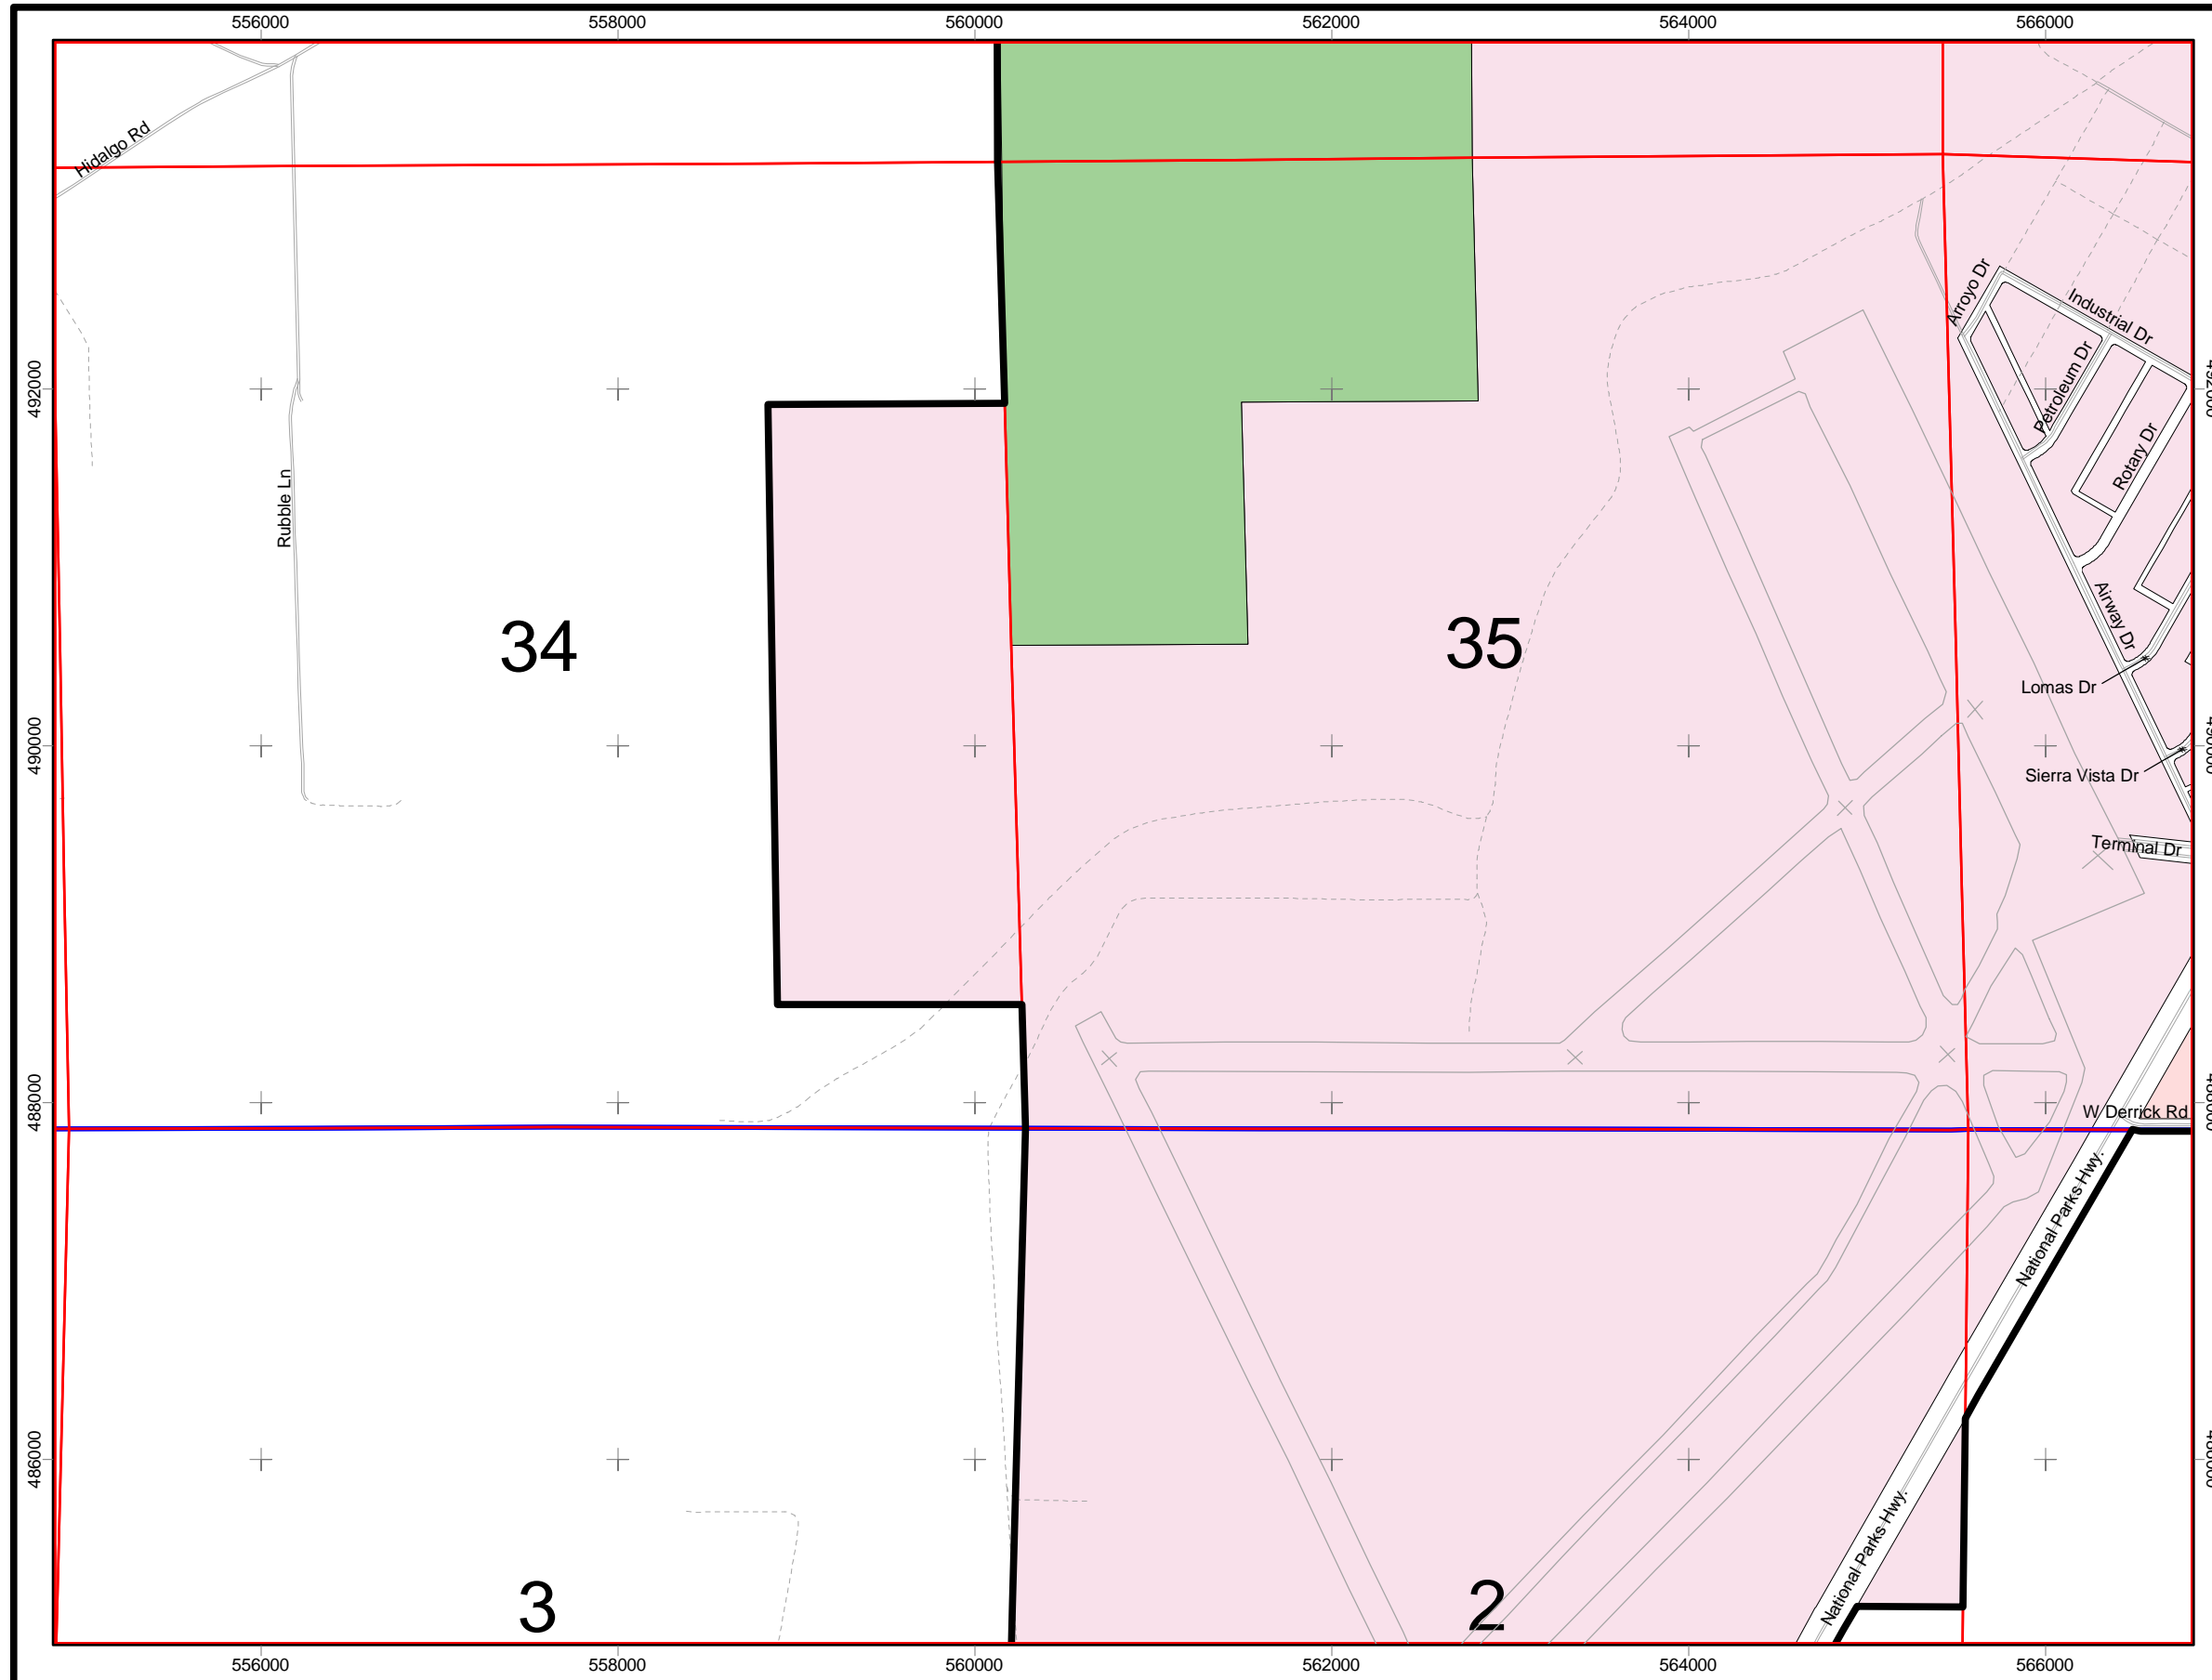 556000
558000
560000
562000
564000
566000
Hidalgo Rd
Arroyo Dr
Industrial Dr
492000
Petroleum Dr
Rotary Dr
Rubble Ln
34
35
Airway Dr
Lomas Dr
490000
Sierra Vista Dr
Terminal Dr
488000
W Derrick Rd
National Parks Hwy.
486000
National Parks Hwy.
3
2
556000
558000
560000
562000
564000
566000